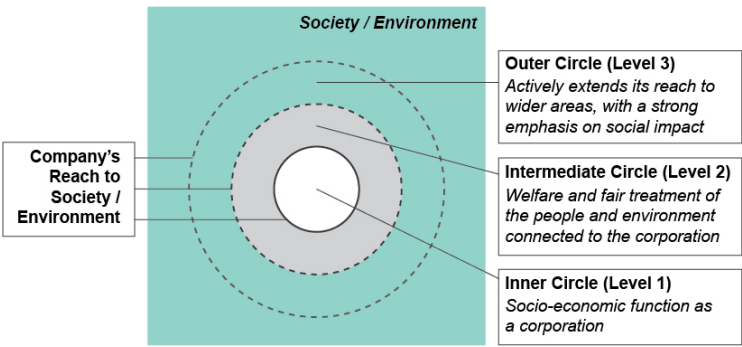 Society / Environment
Outer Circle (Level 3)
Actively extends its reach to
wider areas, with a strong
emphasis on social impact
Company's
Reach to
Society /
Environment
Intermediate Circle (Level 2)
Welfare and fair treatment of
the people and environment
connected to the corporation
Inner Circle (Level 1)
Socio-economic function as
a corporation